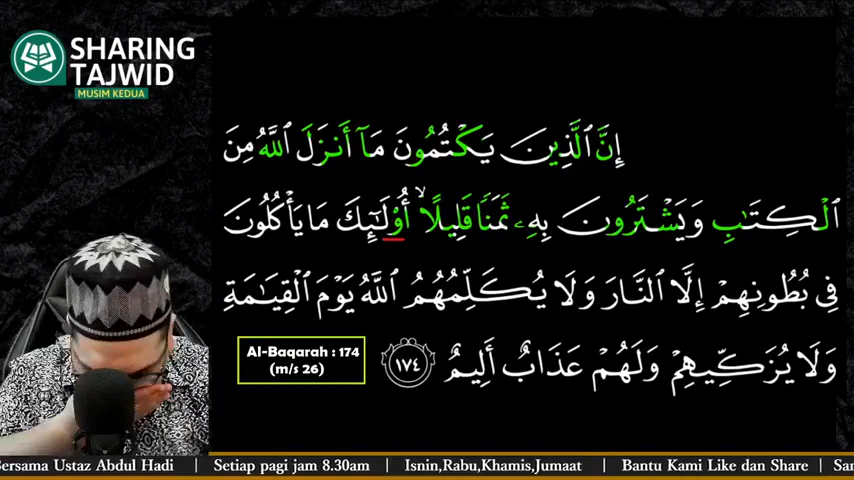 SHARING
TAJWID
MUSIM KEDUA
إِنَّ ٱلَّذِينَ يَكْتُمُونَ مَآ أَنزَلَ ٱللَّهُ مِنَ
ٱلْكِتَـٰبِ وَيَشْتَرُونَ بِهِۦ ثَمَنًا قَلِيلًا ۙ أُو۟لَـٰٓئِكَ مَا يَأْكُلُونَ
فِى بُطُونِهِمْ إِلَّا ٱلنَّارَ وَلَا يُكَلِّمُهُمُ ٱللَّهُ يَوْمَ ٱلْقِيَـٰمَةِ
وَلَا يُزَكِّيهِمْ وَلَهُمْ عَذَابٌ أَلِيمٌ ١٧٤
Al-Baqarah : 174
(m/s 26)
Bersama Ustaz Abdul Hadi | Setiap pagi jam 8.30am | Isnin,Rabu,Khamis,Jumaat | Bantu Kami Like dan Share |